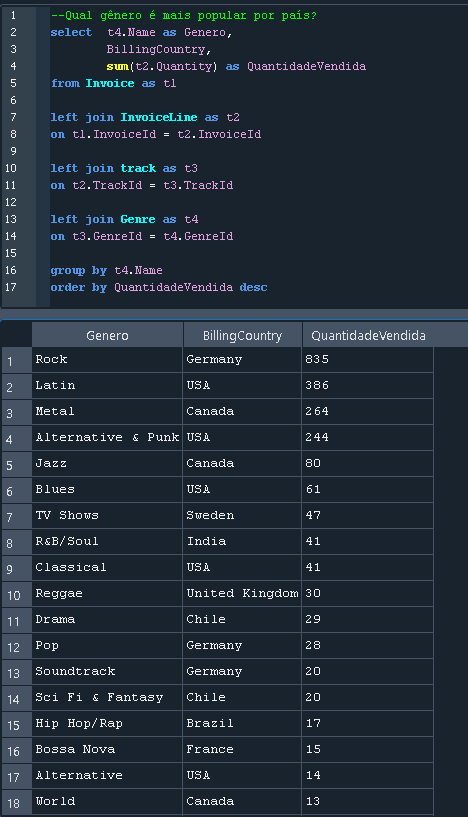 1 --Qual gênero é mais popular por país?
2 select t4.Name as Genero,
3 BillingCountry,
4 sum(t2.Quantity) as QuantidadeVendida
5 from Invoice as t1
6
7 left join InvoiceLine as t2
8 on t1.InvoiceId = t2.InvoiceId
9
10 left join track as t3
11 on t2.TrackId = t3.TrackId
12
13 left join Genre as t4
14 on t3.GenreId = t4.GenreId
15
16 group by t4.Name
17 order by QuantidadeVendida desc
Genero BillingCountry QuantidadeVendida
1 Rock Germany 835
2 Latin USA 386
3 Metal Canada 264
4 Alternative & Punk USA 244
5 Jazz Canada 80
6 Blues USA 61
7 TV Shows Sweden 47
8 R&B/Soul India 41
9 Classical USA 41
10 Reggae United Kingdom 30
11 Drama Chile 29
12 Pop Germany 28
13 Soundtrack Germany 20
14 Sci Fi & Fantasy Chile 20
15 Hip Hop/Rap Brazil 17
16 Bossa Nova France 15
17 Alternative USA 14
18 World Canada 13